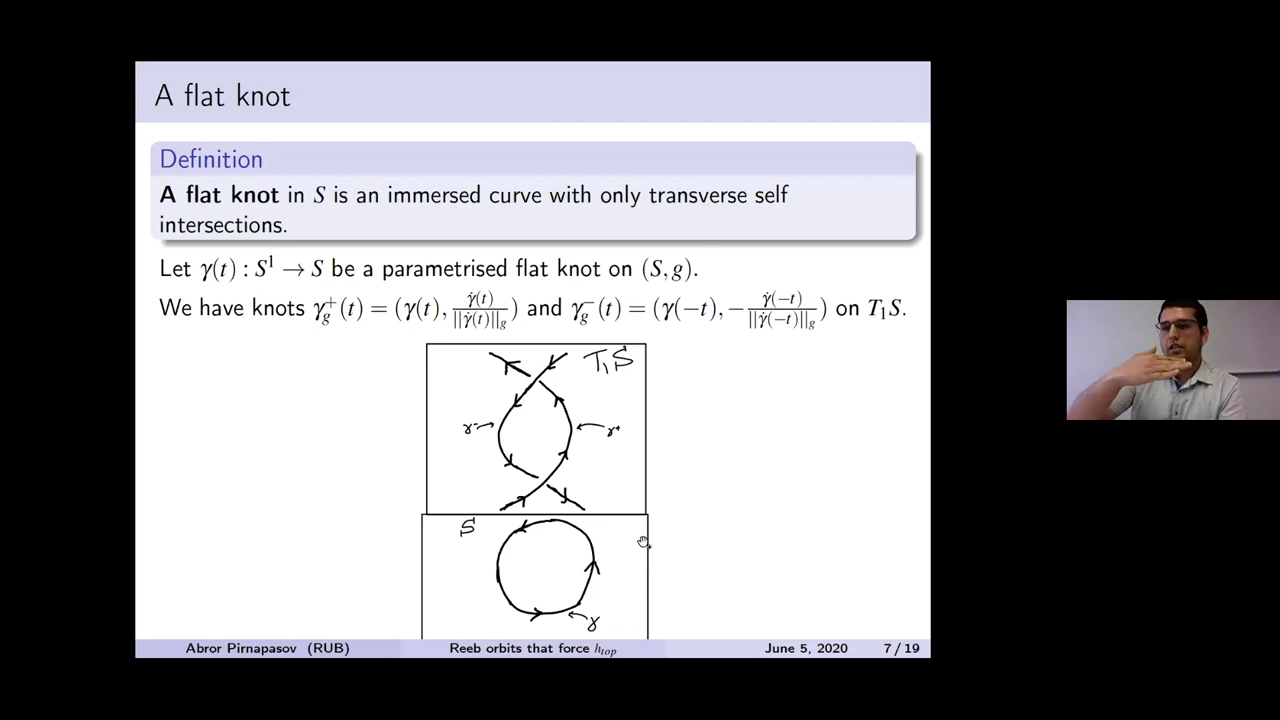 A flat knot
Definition
A flat knot in S is an immersed curve with only transverse self
intersections.
Let γ(t) : S¹ → S be a parametrised flat knot on (S, g).
We have knots γ_g^+(t) = (γ(t), γ̇(t)/||γ̇(t)||_g) and γ_g^-(t) = (γ(−t), −γ̇(−t)/||γ̇(−t)||_g) on T₁S.
T₁S
γ⁻
γ⁺
S
γ
Abror Pirnapasov (RUB)
Reeb orbits that force h_top
June 5, 2020
7 / 19